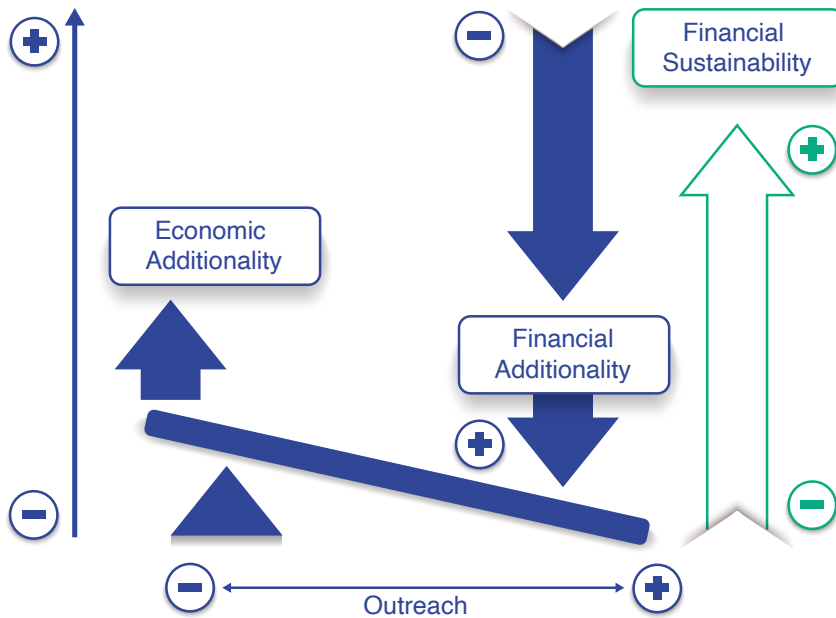 Financial
Sustainability
Economic
Additionality
Financial
Additionality
Outreach